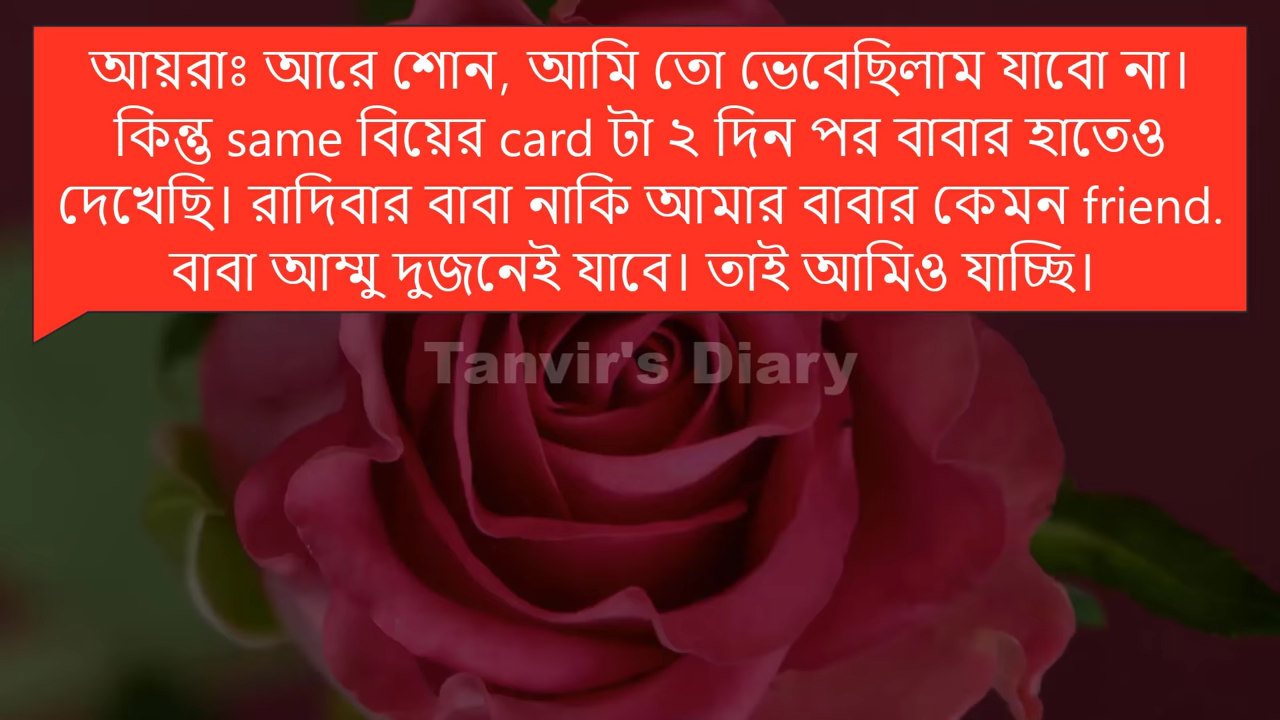 আয়রাঃ আরে শোন, আমি তো ভেবেছিলাম যাবো না।
কিন্তু same বিয়ের card টা ২ দিন পর বাবার হাতেও
দেখেছি। রাদিবার বাবা নাকি আমার বাবার কেমন friend.
বাবা আম্মু দুজনেই যাবে। তাই আমিও যাচ্ছি।
Tanvir's Diary